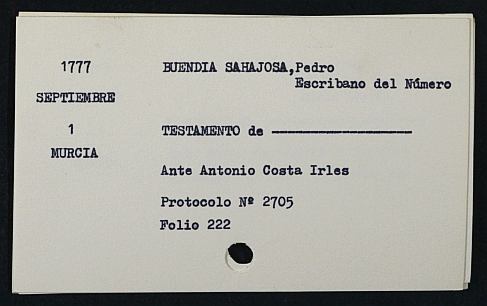 1777
SEPTIEMBRE
1
MURCIA
BUENDIA SAHAJOSA, Pedro
Escribano del Número
TESTAMENTO de ----------------
Ante Antonio Costa Irles
Protocolo Nº 2705
Folio 222